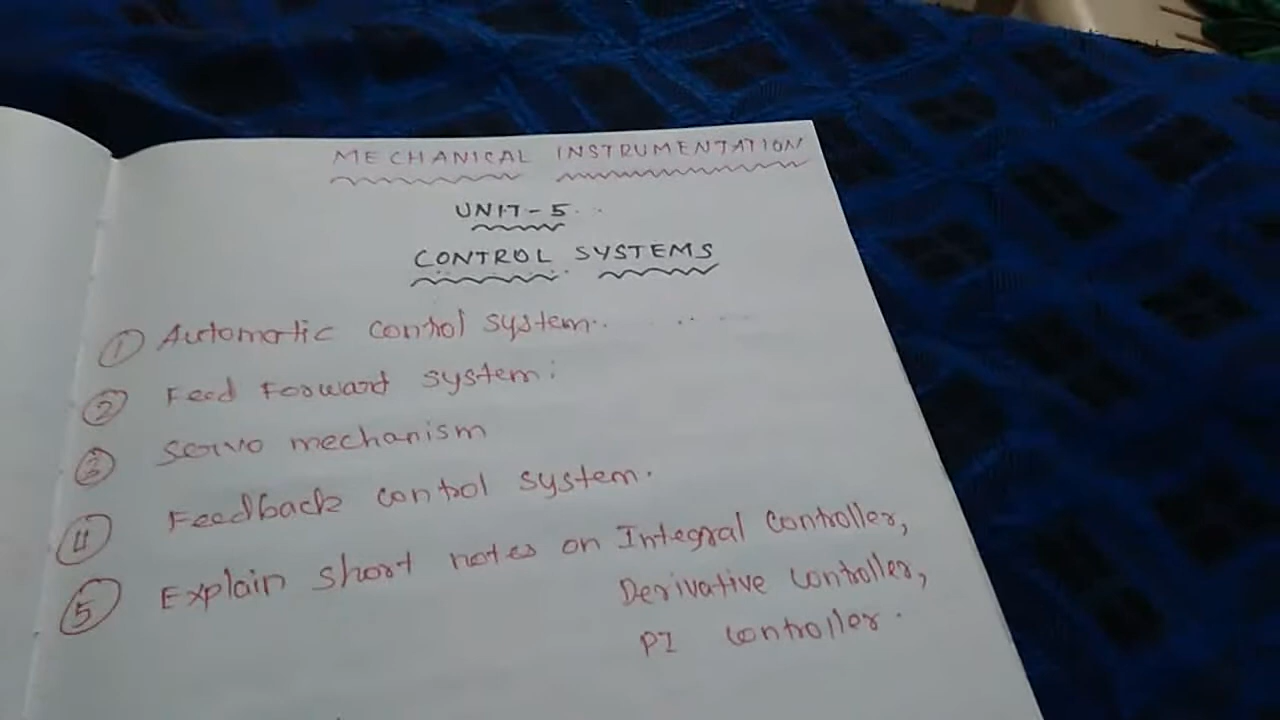 MECHANICAL INSTRUMENTATION
UNIT-5
CONTROL SYSTEMS
① Automatic control system.
② Feed Forward system:
③ Servo mechanism
④ Feedback control system.
⑤ Explain short notes on Integral controller,
Derivative controller,
PI controller.